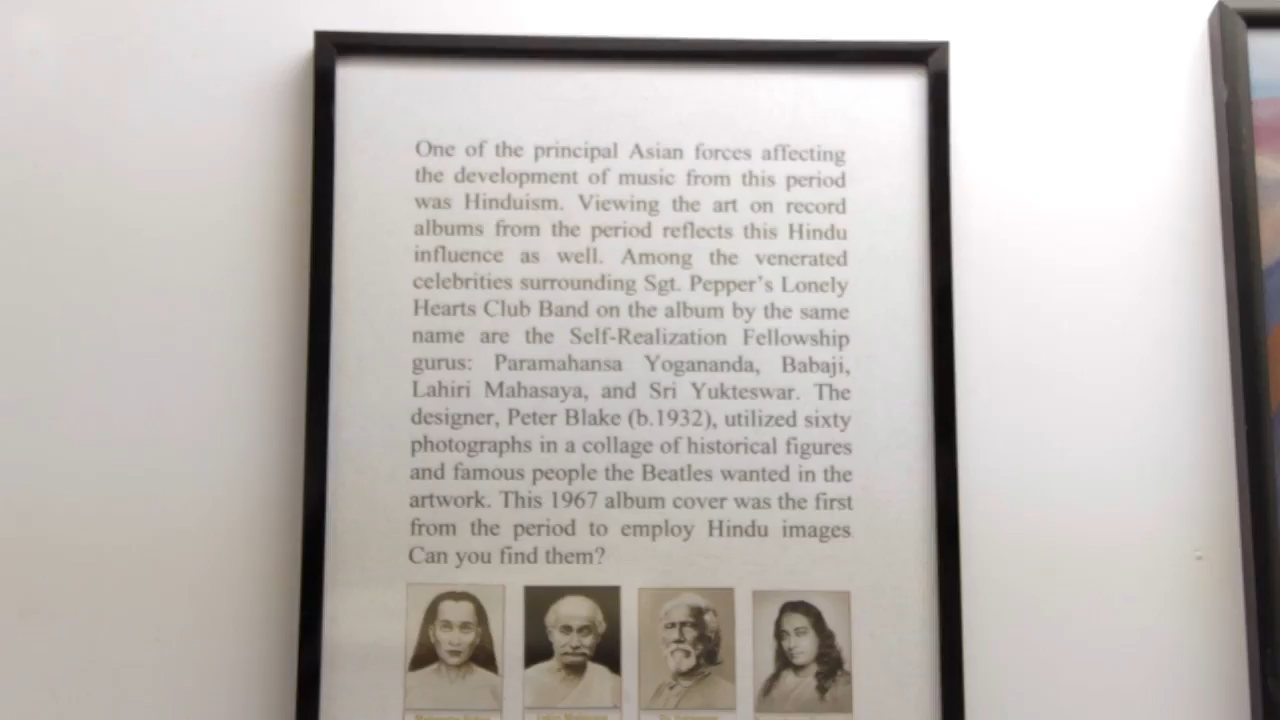 One of the principal Asian forces affecting
the development of music from this period
was Hinduism. Viewing the art on record
albums from the period reflects this Hindu
influence as well. Among the venerated
celebrities surrounding Sgt. Pepper's Lonely
Hearts Club Band on the album by the same
name are the Self-Realization Fellowship
gurus: Paramahansa Yogananda, Babaji,
Lahiri Mahasaya, and Sri Yukteswar. The
designer, Peter Blake (b.1932), utilized sixty
photographs in a collage of historical figures
and famous people the Beatles wanted in the
artwork. This 1967 album cover was the first
from the period to employ Hindu images.
Can you find them?